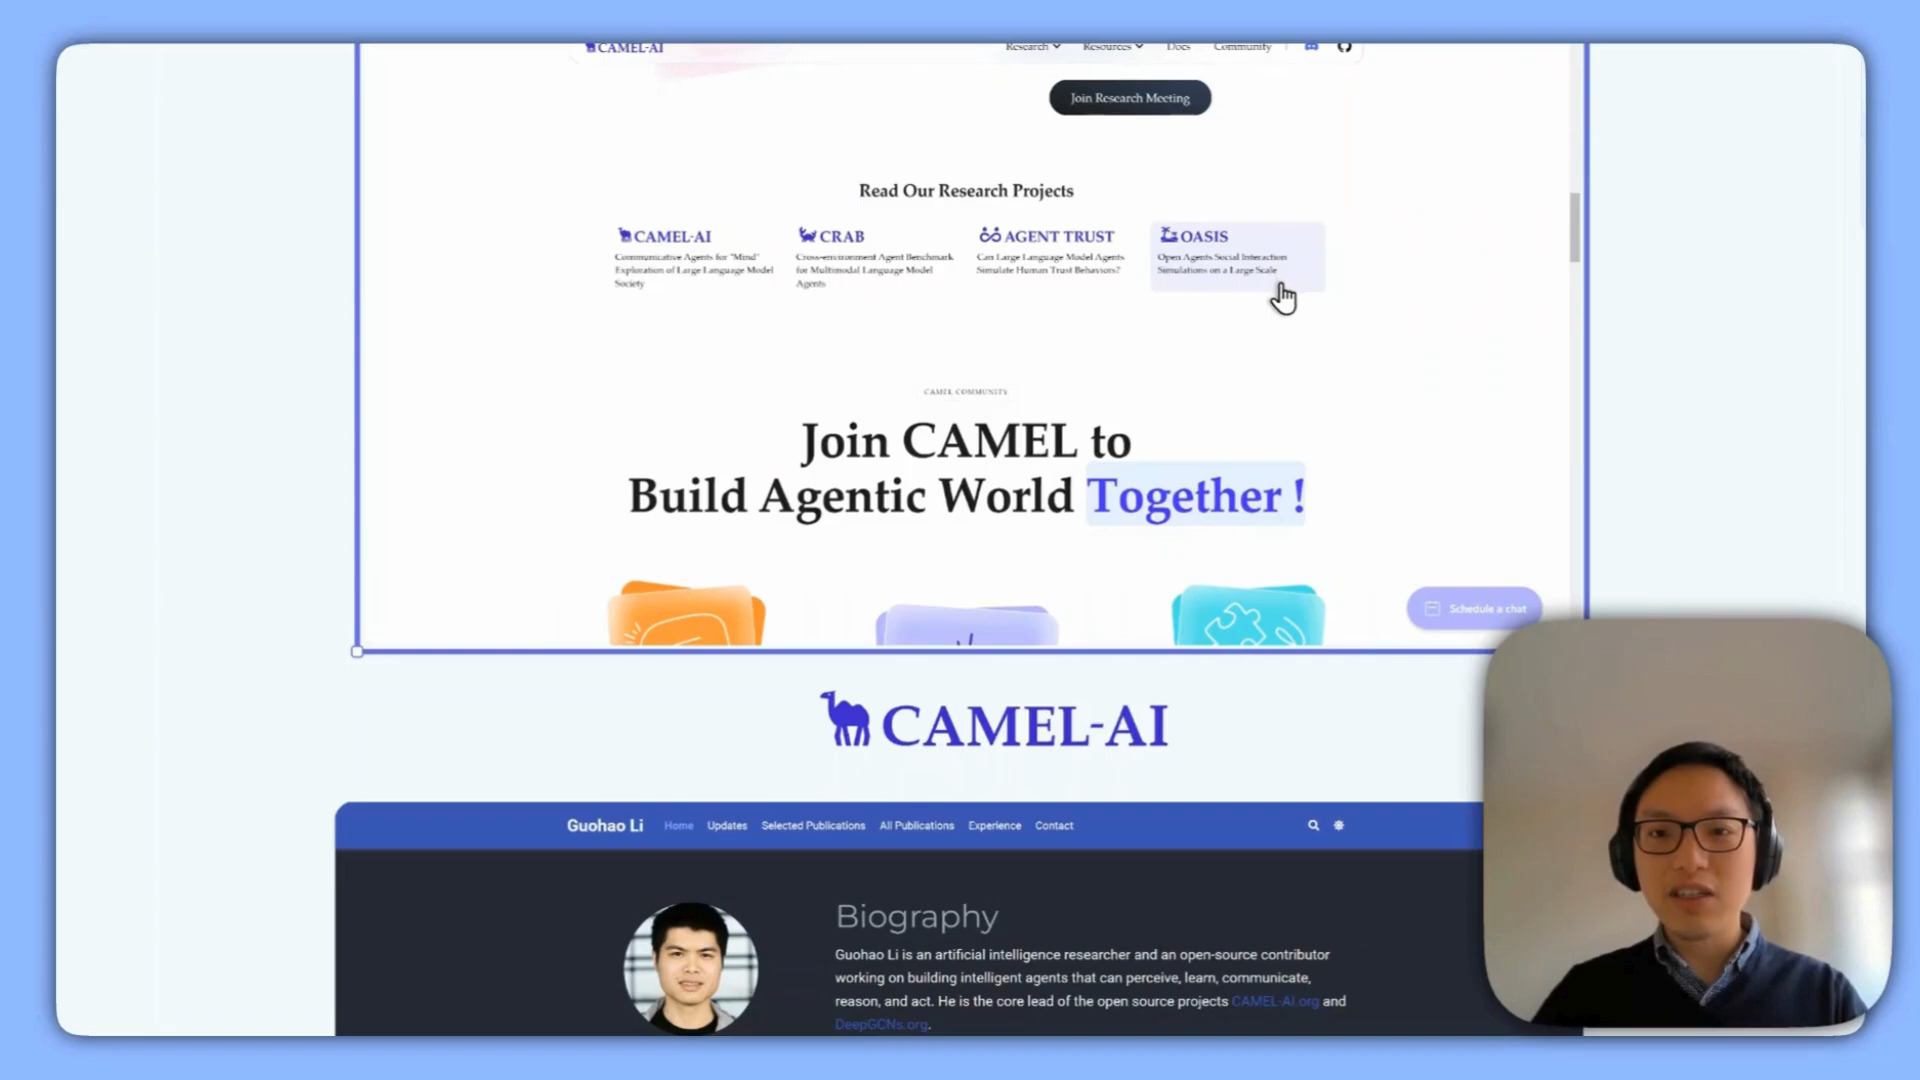 CAMEL-AI
Research Resources Docs Community
Join Research Meeting
Read Our Research Projects
CAMEL-AI
Communicative Agents for "Mind"
Exploration of Large Language Model
Society
CRAB
Cross-environment Agent Benchmark
for Multimodal Language Model
Agents
AGENT TRUST
Can Large Language Model Agents
Simulate Human Trust Behaviors?
OASIS
Open Agents Social Interaction
Simulations on a Large Scale
CAMEL COMMUNITY
Join CAMEL to
Build Agentic World Together !
Schedule a chat
CAMEL-AI
Guohao Li Home Updates Selected Publications All Publications Experience Contact
Biography
Guohao Li is an artificial intelligence researcher and an open-source contributor
working on building intelligent agents that can perceive, learn, communicate,
reason, and act. He is the core lead of the open source projects CAMEL-AI.org and
DeepGCNs.org.